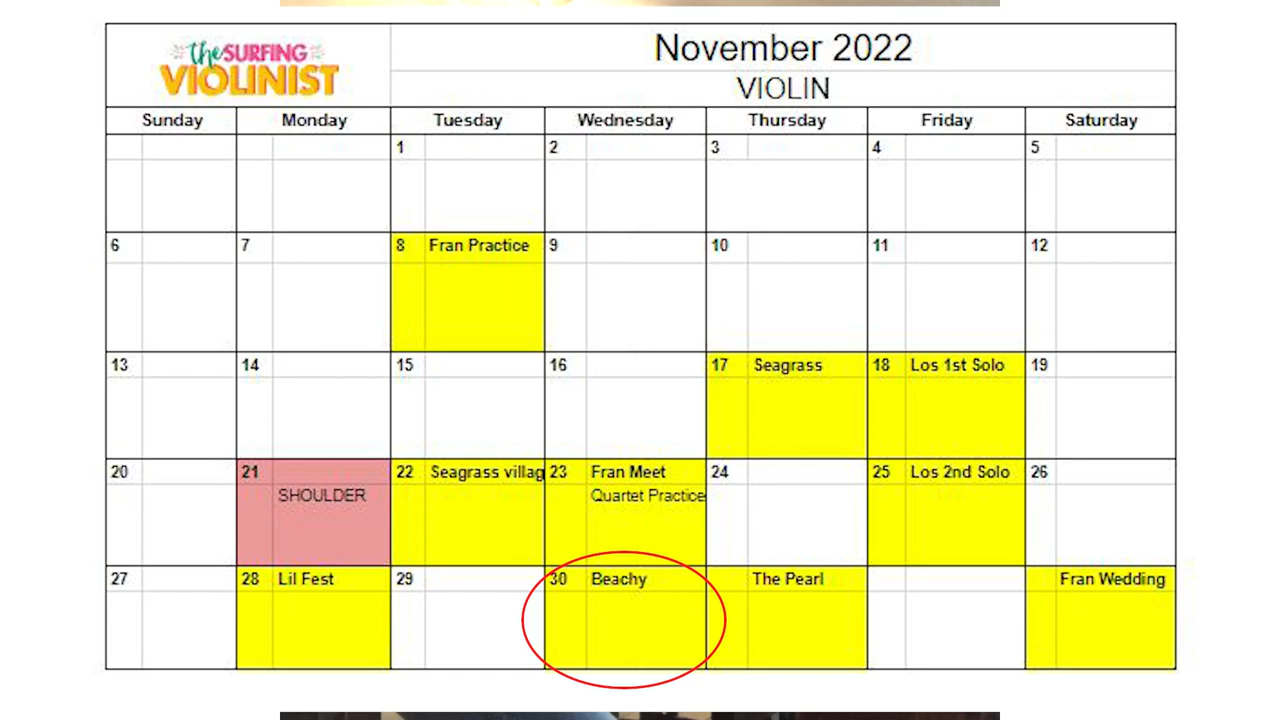 the SURFING
VIOLINIST
November 2022
VIOLIN
Sunday Monday Tuesday Wednesday Thursday Friday Saturday
1 2 3 4 5
6 7 8 Fran Practice 9 10 11 12
13 14 15 16 17 Seagrass 18 Los 1st Solo 19
20 21 22 Seagrass villag 23 Fran Meet 24 25 Los 2nd Solo 26
SHOULDER Quartet Practice
27 28 Lil Fest 29 30 Beachy The Pearl Fran Wedding